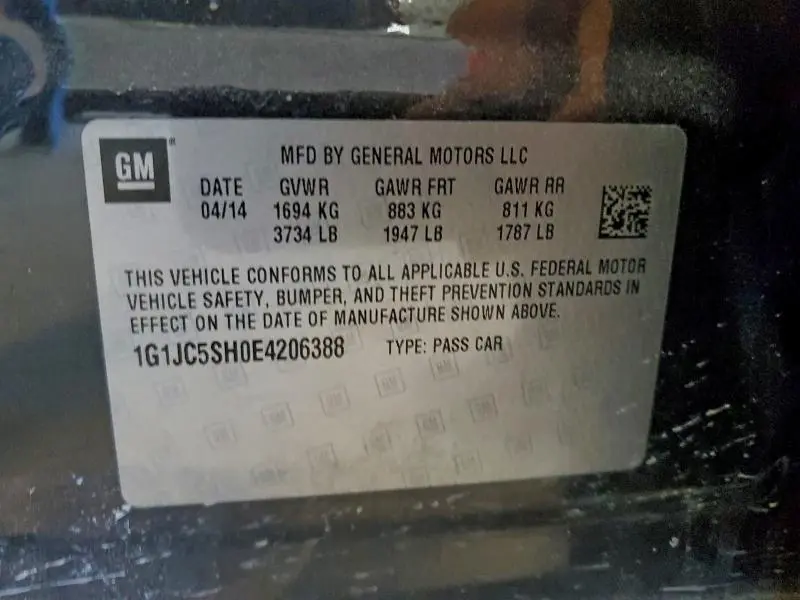 GM
MFD BY GENERAL MOTORS LLC
DATE GVWR GAWR FRT GAWR RR
04/14 1694 KG 883 KG 811 KG
3734 LB 1947 LB 1787 LB
THIS VEHICLE CONFORMS TO ALL APPLICABLE U.S. FEDERAL MOTOR
VEHICLE SAFETY, BUMPER, AND THEFT PREVENTION STANDARDS IN
EFFECT ON THE DATE OF MANUFACTURE SHOWN ABOVE.
1G1JC5SH0E4206388 TYPE: PASS CAR